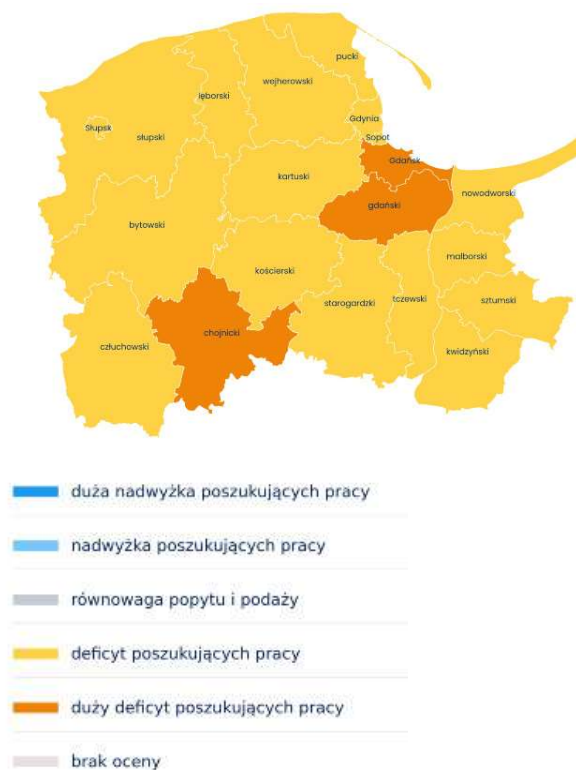 pucki
wejherowski
lęborski
Gdynia
Słupsk
słupski
Sopot
Gdańsk
kartuski
nowodworski
gdański
bytowski
malborski
kościerski
starogardzki
tczewski
sztumski
chojnicki
człuchowski
kwidzyński
duża nadwyżka poszukujących pracy
nadwyżka poszukujących pracy
równowaga popytu i podaży
deficyt poszukujących pracy
duży deficyt poszukujących pracy
brak oceny